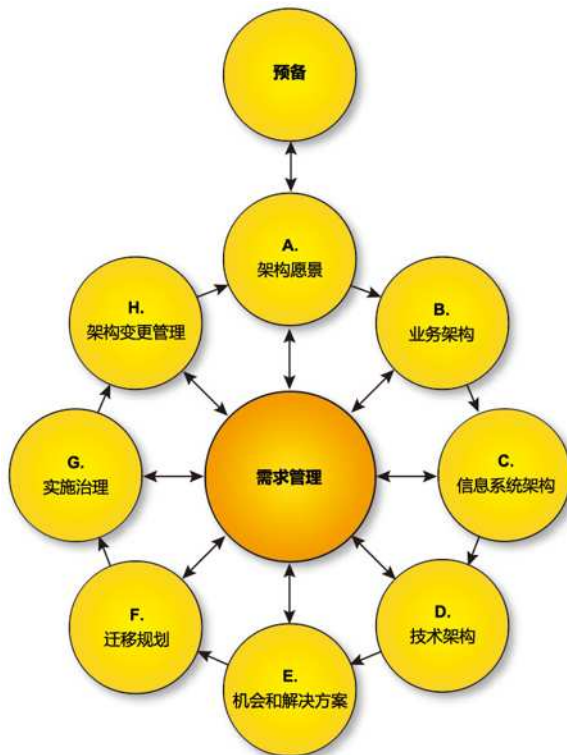 预备
A.
架构愿景
H.
架构变更管理
B.
业务架构
G.
实施治理
需求管理
C.
信息系统架构
F.
迁移规划
D.
技术架构
E.
机会和解决方案